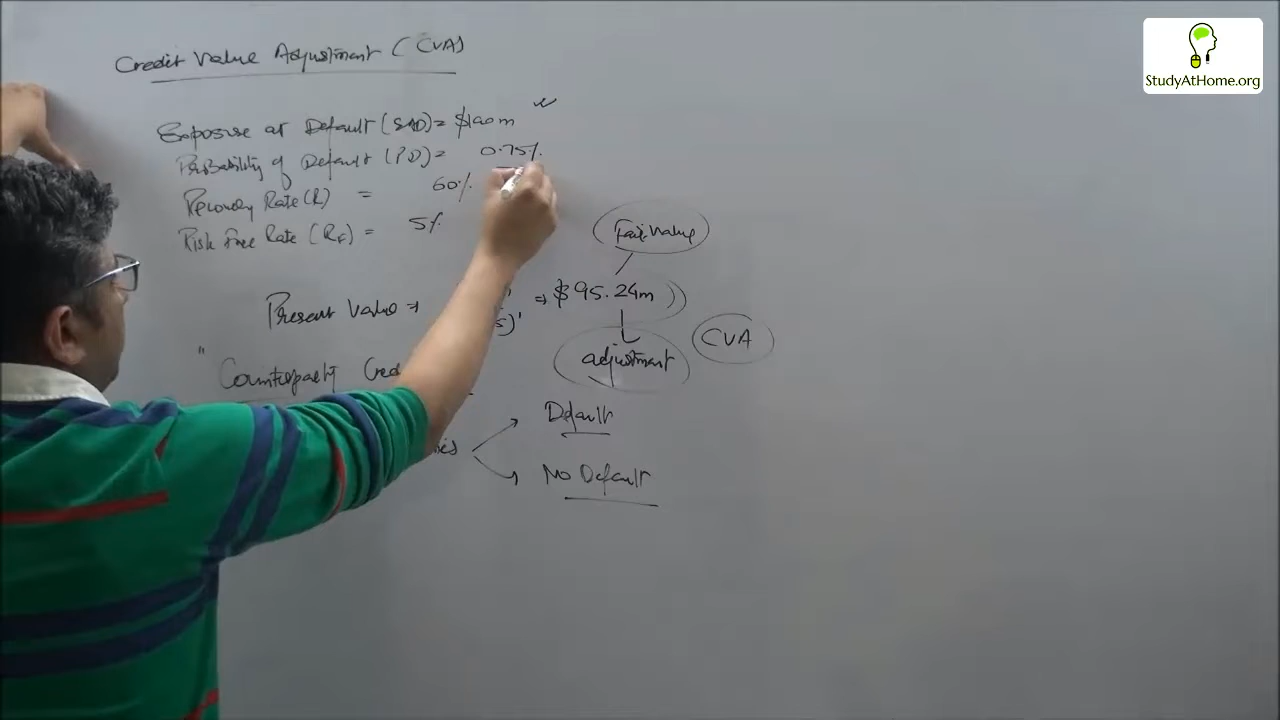 StudyAtHome.org
Credit Value Adjustment (CVA)
Exposure at Default (EAD) = $100m
Probability of Default (PD) = 0.75%
Recovery Rate (R) = 60%
Risk Free Rate (RF) = 5%
Fair Value
Present Value ⇒ 5)' ⇒ $95.24m
CVA
adjustment
" Counterparty Cred
Default
No Default